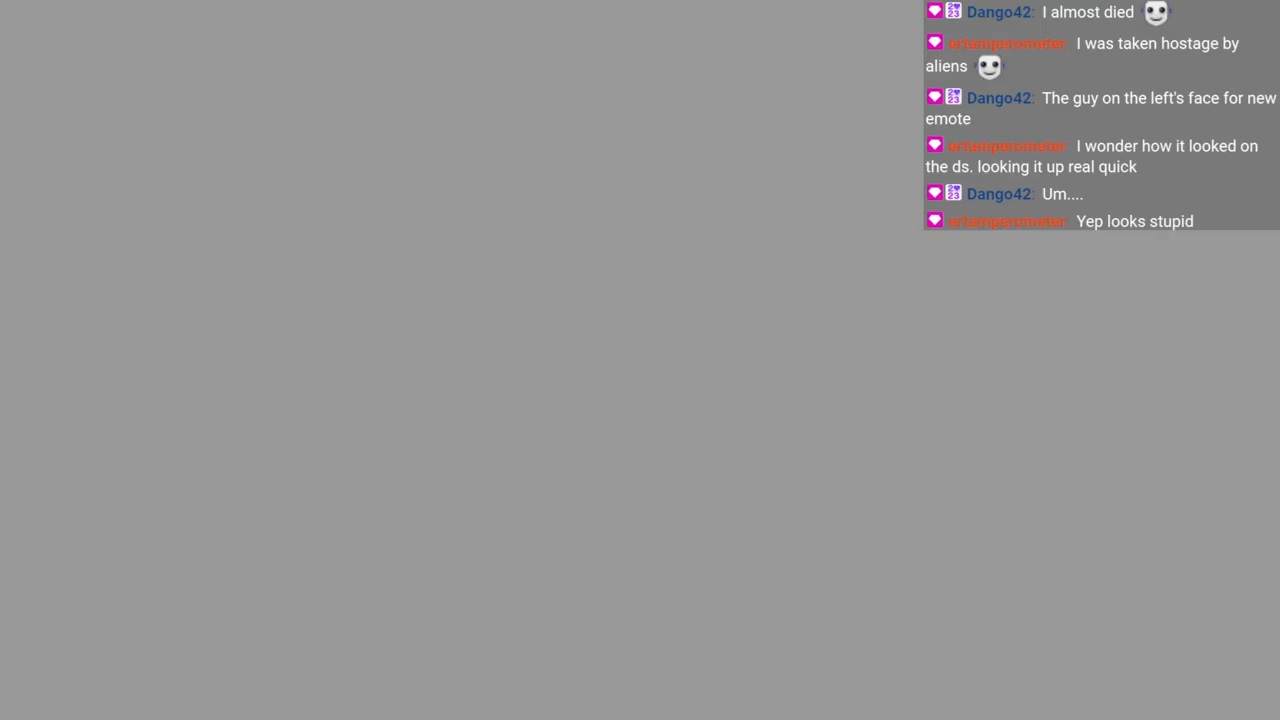 Dango42: I almost died
ertamperometer: I was taken hostage by
aliens
Dango42: The guy on the left's face for new
emote
ertamperometer: I wonder how it looked on
the ds. looking it up real quick
Dango42: Um....
ertamperometer: Yep looks stupid